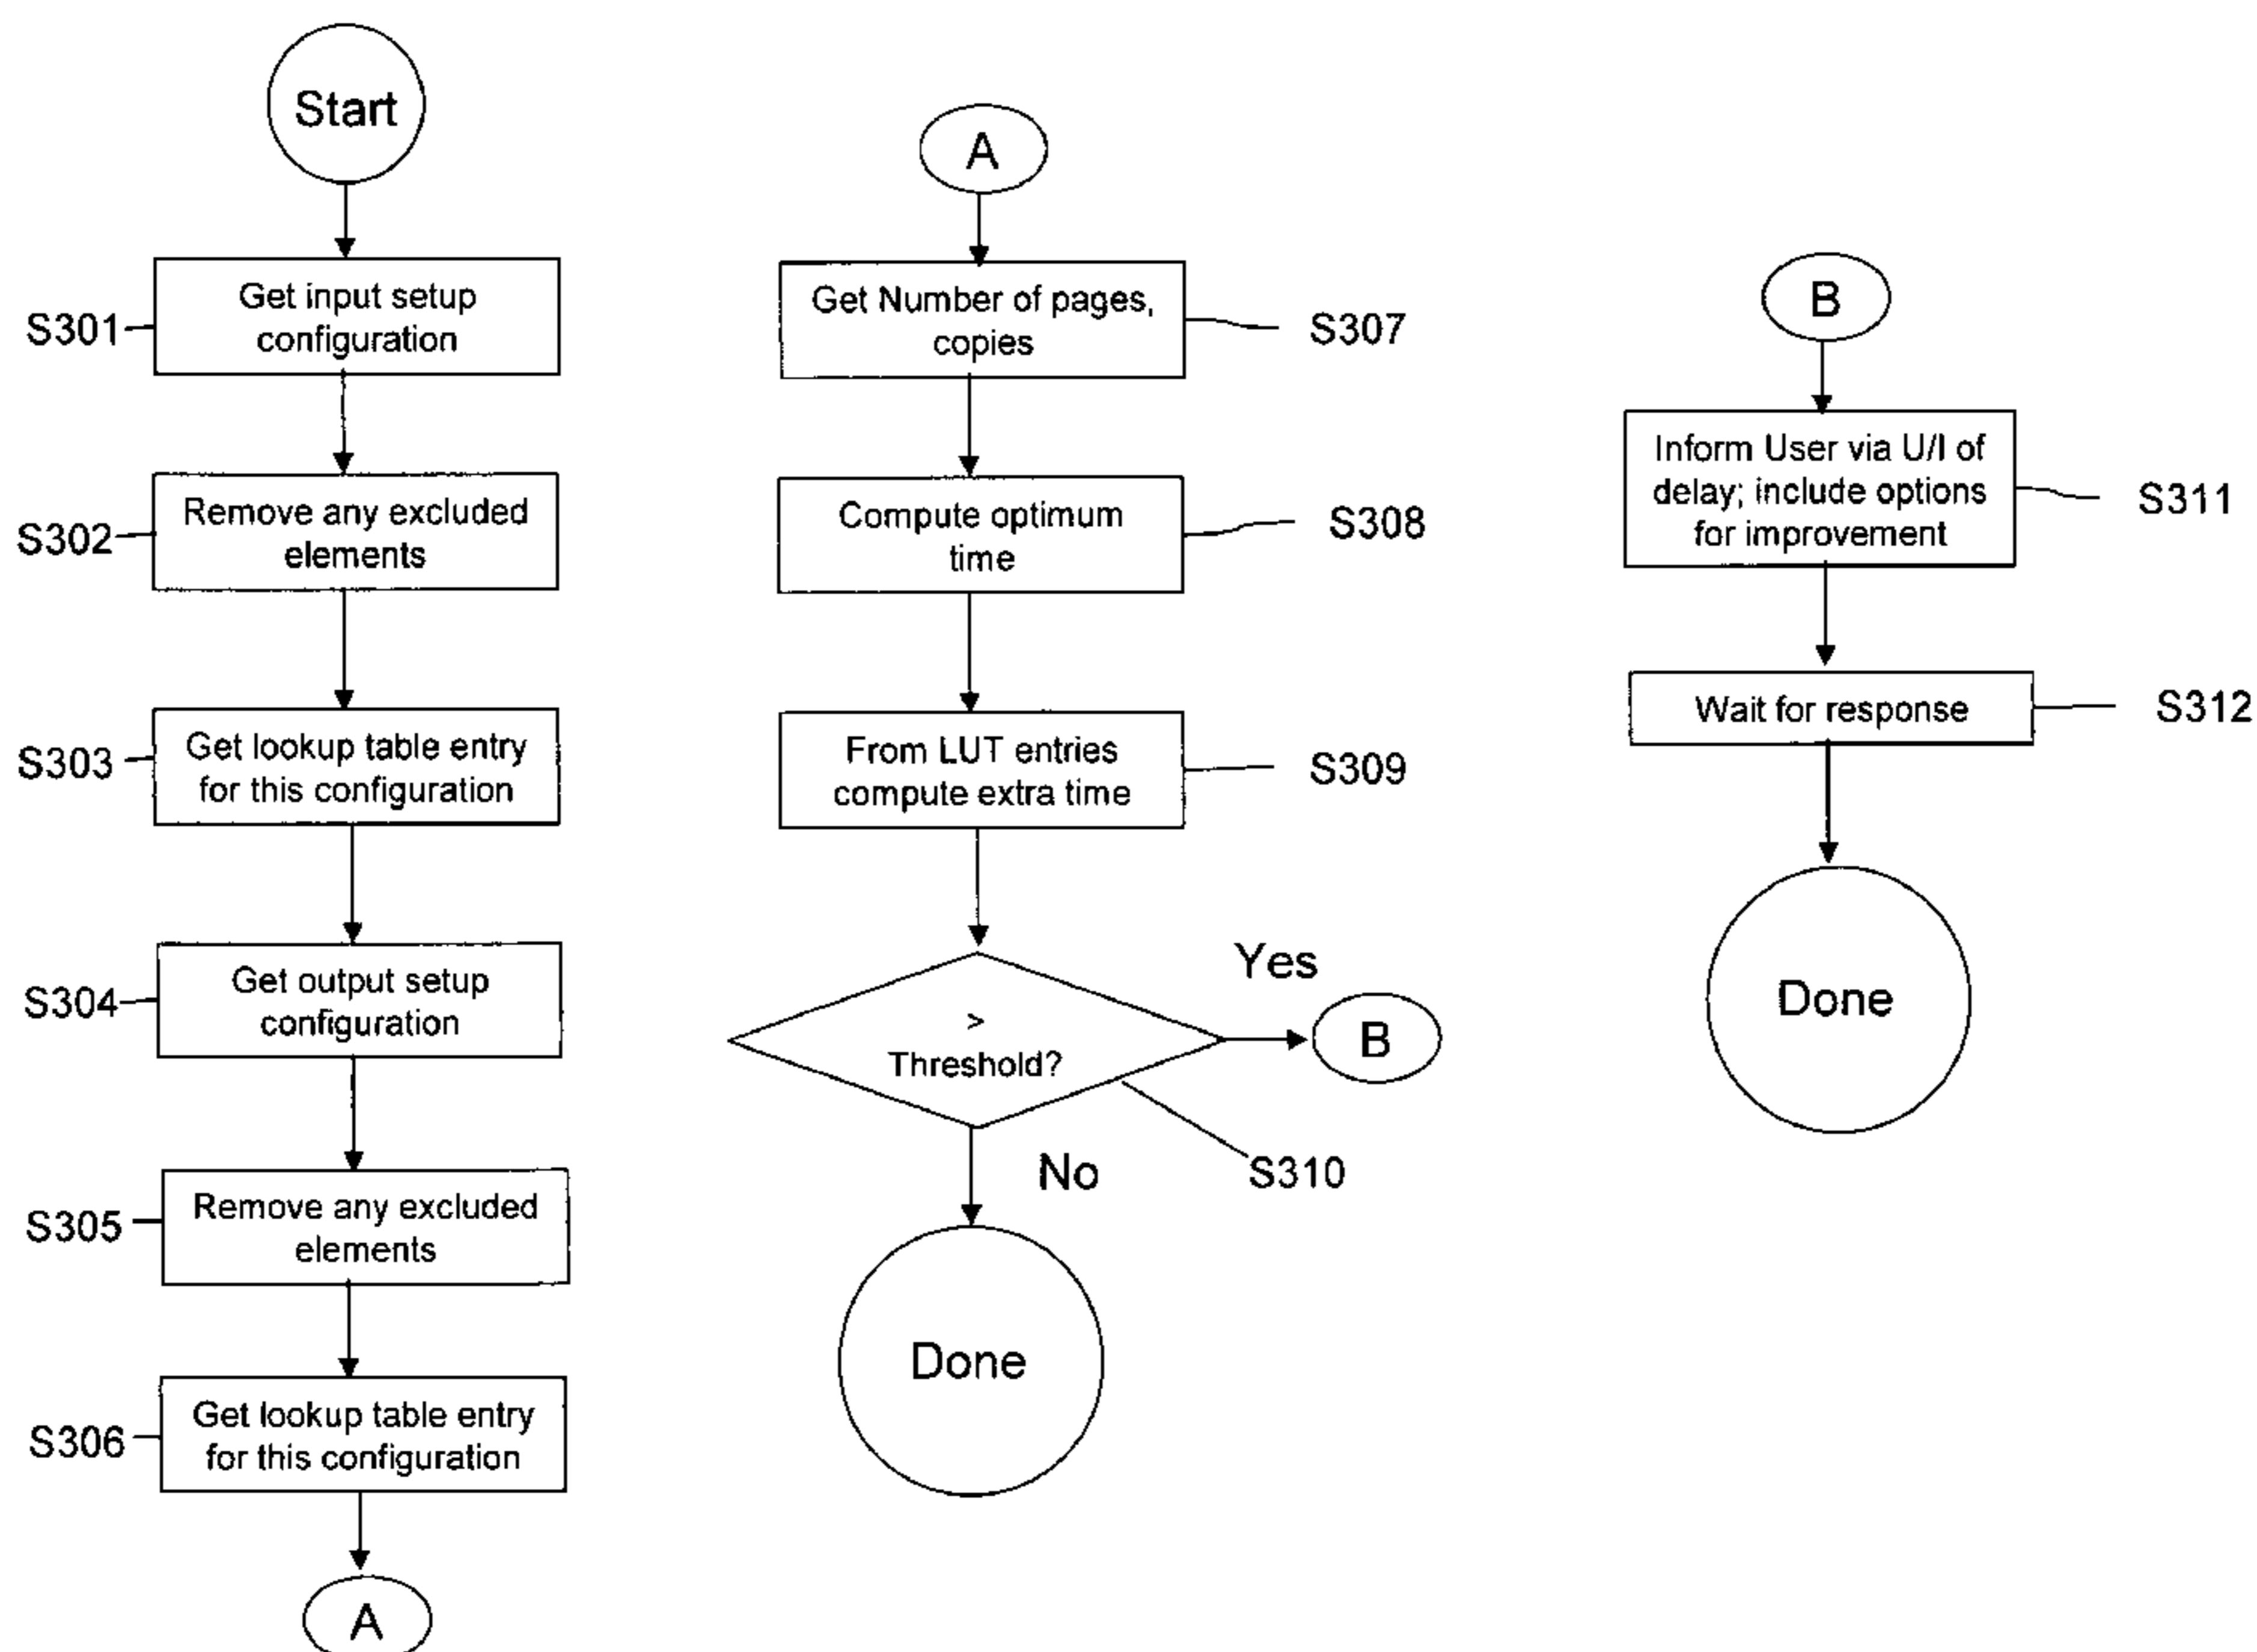 Start
S301
Get input setup
configuration
S302
Remove any excluded
elements
S303
Get lookup table entry
for this configuration
S304
Get output setup
configuration
S305
Remove any excluded
elements
S306
Get lookup table entry
for this configuration
A
A
Get Number of pages,
copies
S307
Compute optimum
time
S308
From LUT entries
compute extra time
S309
>
Threshold?
Yes
B
No
S310
Done
B
Inform User via U/I of
delay; include options
for improvement
S311
Wait for response
S312
Done